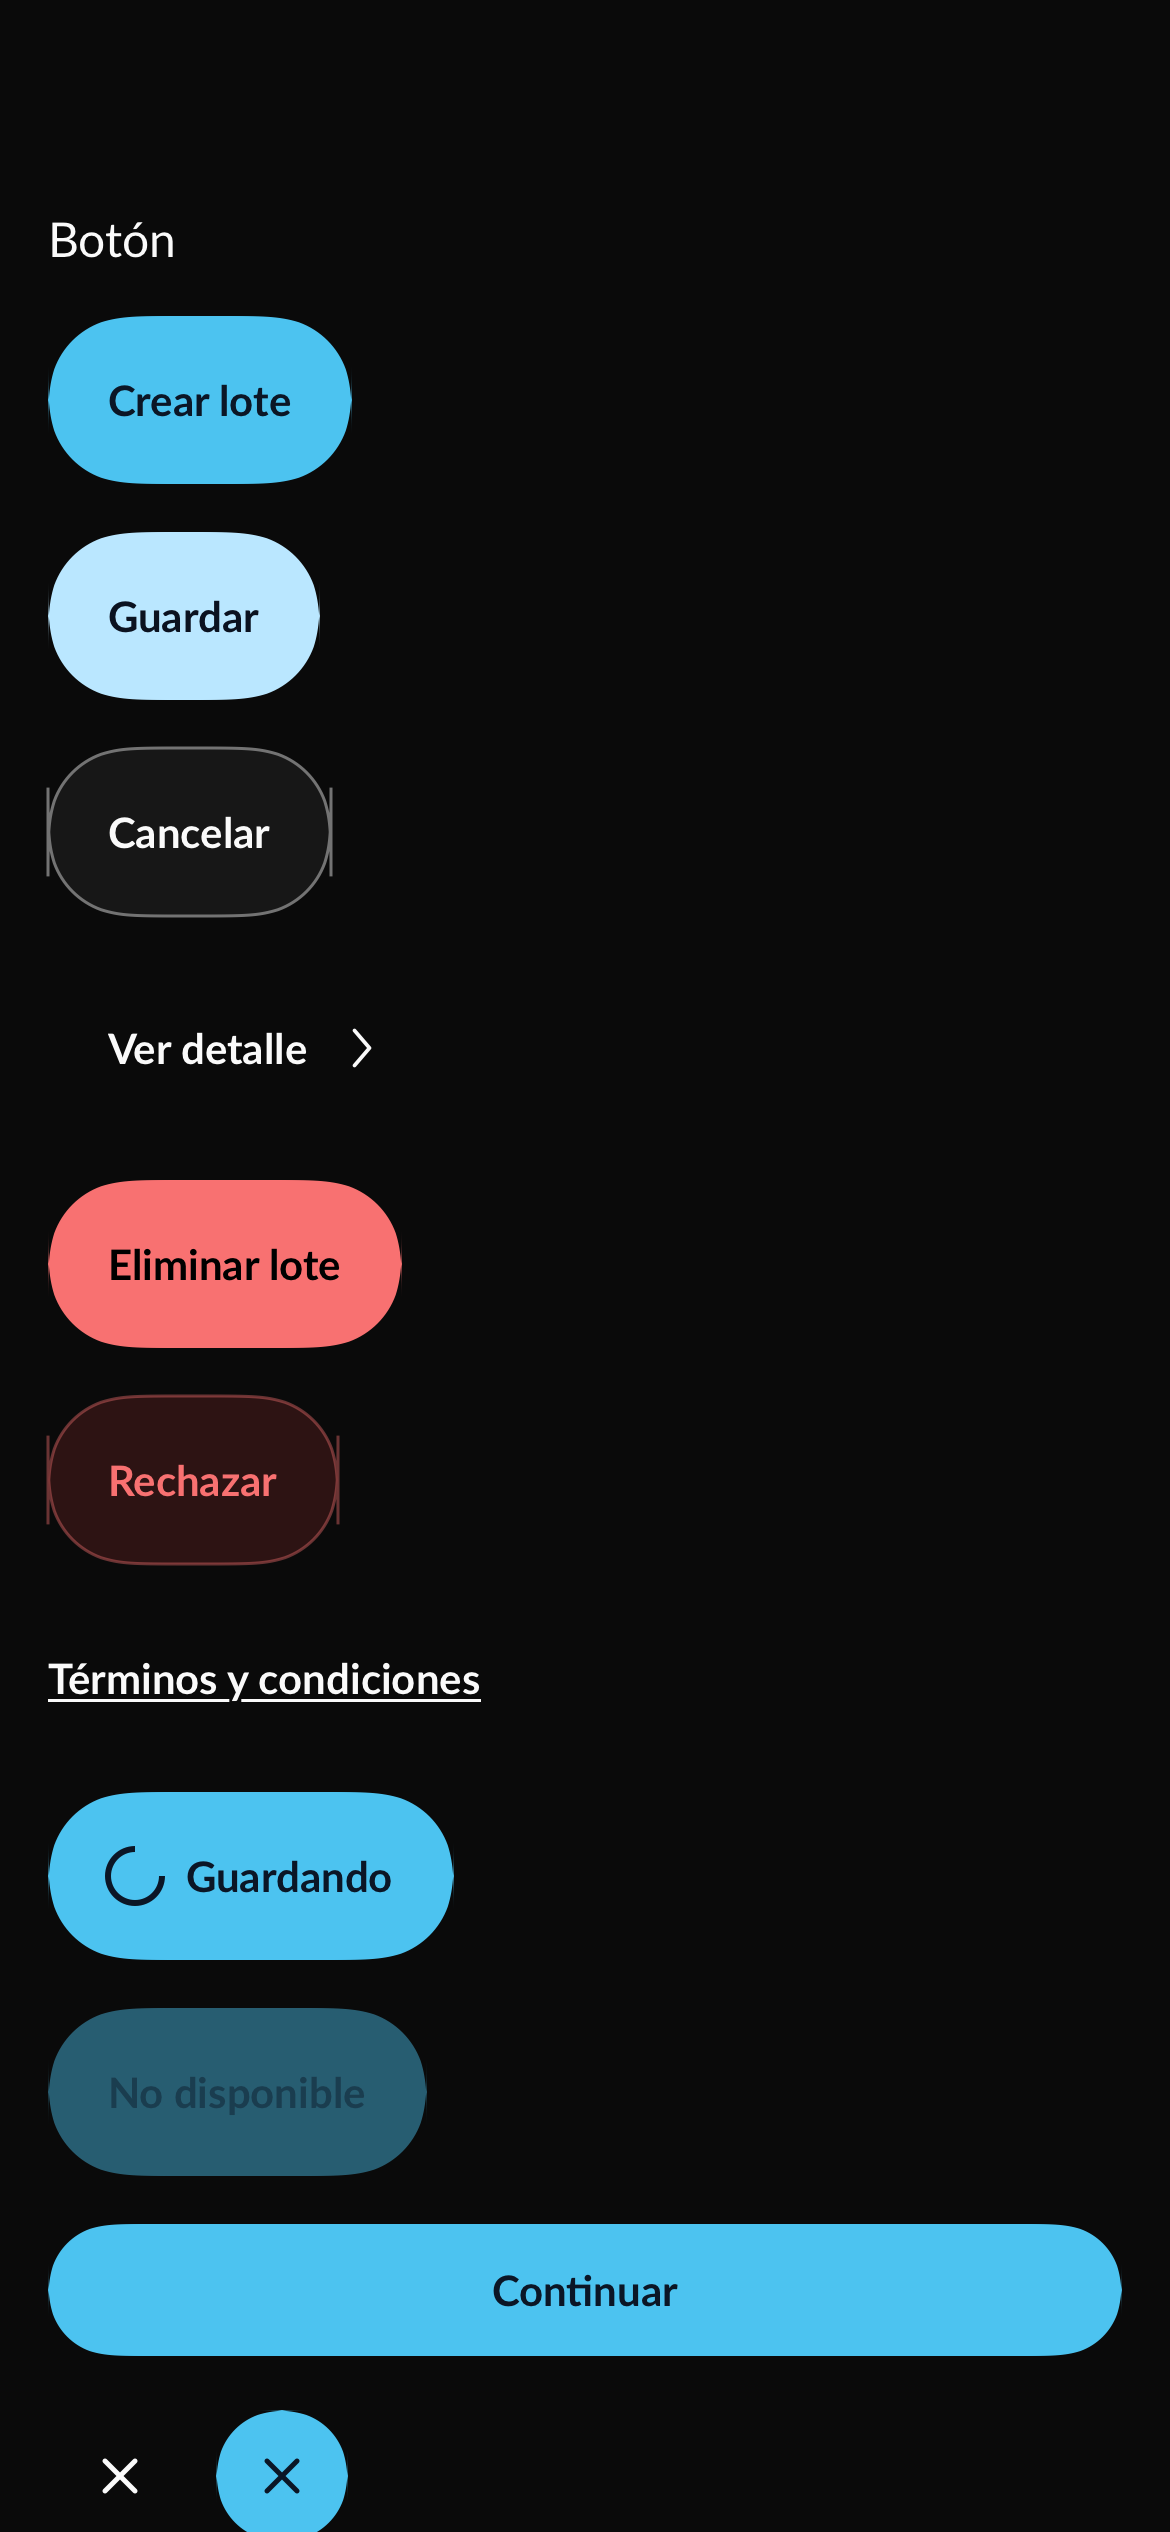 Botón
Crear lote
Guardar
Cancelar
Ver detalle
Eliminar lote
Rechazar
Términos y condiciones
Guardando
No disponible
Continuar